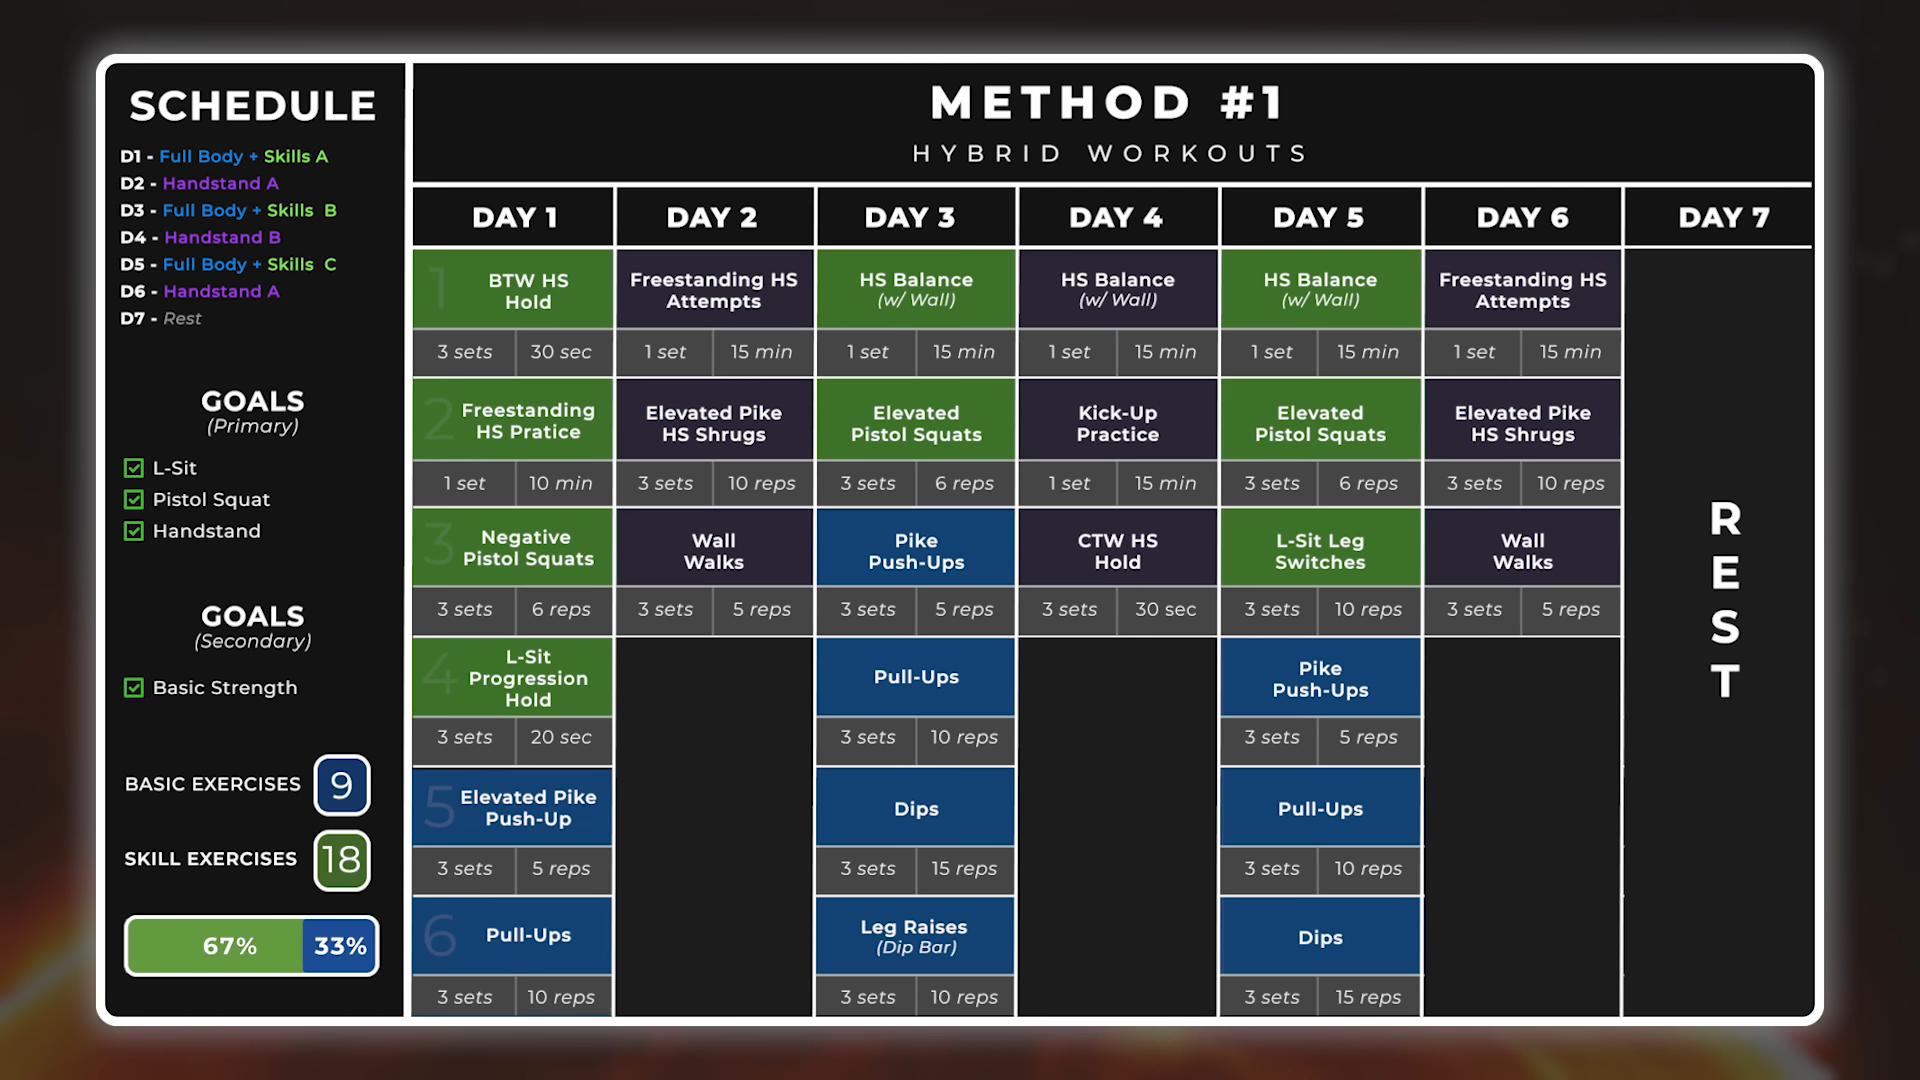 SCHEDULE
D1 - Full Body + Skills A
D2 - Handstand A
D3 - Full Body + Skills B
D4 - Handstand B
D5 - Full Body + Skills C
D6 - Handstand A
D7 - Rest
GOALS
(Primary)
L-Sit
Pistol Squat
Handstand
GOALS
(Secondary)
Basic Strength
BASIC EXERCISES 9
SKILL EXERCISES 18
67% 33%
METHOD #1
HYBRID WORKOUTS
DAY 1 DAY 2 DAY 3 DAY 4 DAY 5 DAY 6 DAY 7
1 BTW HS Freestanding HS HS Balance HS Balance HS Balance Freestanding HS
Hold Attempts (w/ Wall) (w/ Wall) (w/ Wall) Attempts
3 sets 30 sec 1 set 15 min 1 set 15 min 1 set 15 min 1 set 15 min 1 set 15 min
2 Freestanding Elevated Pike Elevated Kick-Up Elevated Elevated Pike
HS Pratice HS Shrugs Pistol Squats Practice Pistol Squats HS Shrugs
1 set 10 min 3 sets 10 reps 3 sets 6 reps 1 set 15 min 3 sets 6 reps 3 sets 10 reps
3 Negative Wall Pike CTW HS L-Sit Leg Wall
Pistol Squats Walks Push-Ups Hold Switches Walks
3 sets 6 reps 3 sets 5 reps 3 sets 5 reps 3 sets 30 sec 3 sets 10 reps 3 sets 5 reps
4 L-Sit
Progression Pull-Ups Pike
Hold Push-Ups
3 sets 20 sec 3 sets 10 reps 3 sets 5 reps
5 Elevated Pike Dips Pull-Ups
Push-Up
3 sets 5 reps 3 sets 15 reps 3 sets 10 reps
6 Pull-Ups Leg Raises Dips
(Dip Bar)
3 sets 10 reps 3 sets 10 reps 3 sets 15 reps
R
E
S
T